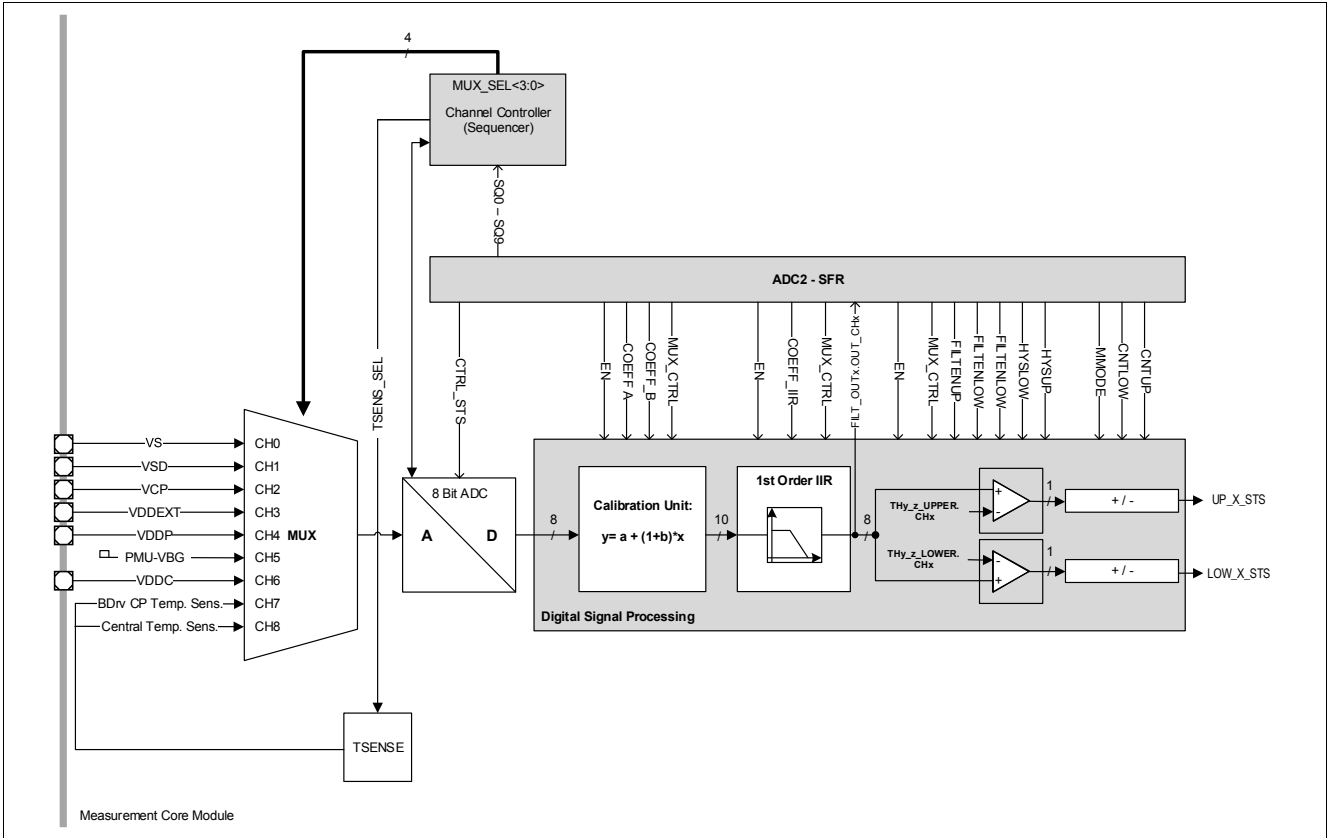 4
MUX_SEL<3:0>
Channel Controller
(Sequencer)
SQ0 – SQ9
ADC2 - SFR
TSENS_SEL
CTRL_STS
EN
COEFF A
COEFF_B
MUX_CTRL
EN
COEFF_IIR
MUX_CTRL
FILT_OUTx.OUT_CHx
EN
MUX_CTRL
FILTENUP
FILTENLOW
FILTENLOW
HYSLOW
HYSUP
MMODE
CNTLOW
CNTUP
VS
CH0
VSD
CH1
VCP
CH2
VDDEXT
CH3
VDDP
CH4
MUX
PMU-VBG
CH5
VDDC
CH6
BDrv CP Temp. Sens.
CH7
Central Temp. Sens.
CH8
8 Bit ADC
A
D
8
Calibration Unit:
y= a + (1+b)*x
10
1st Order IIR
8
THy_z_UPPER.
CHx
+
-
1
+ / -
UP_X_STS
THy_z_LOWER.
CHx
-
+
1
+ / -
LOW_X_STS
Digital Signal Processing
TSENSE
Measurement Core Module